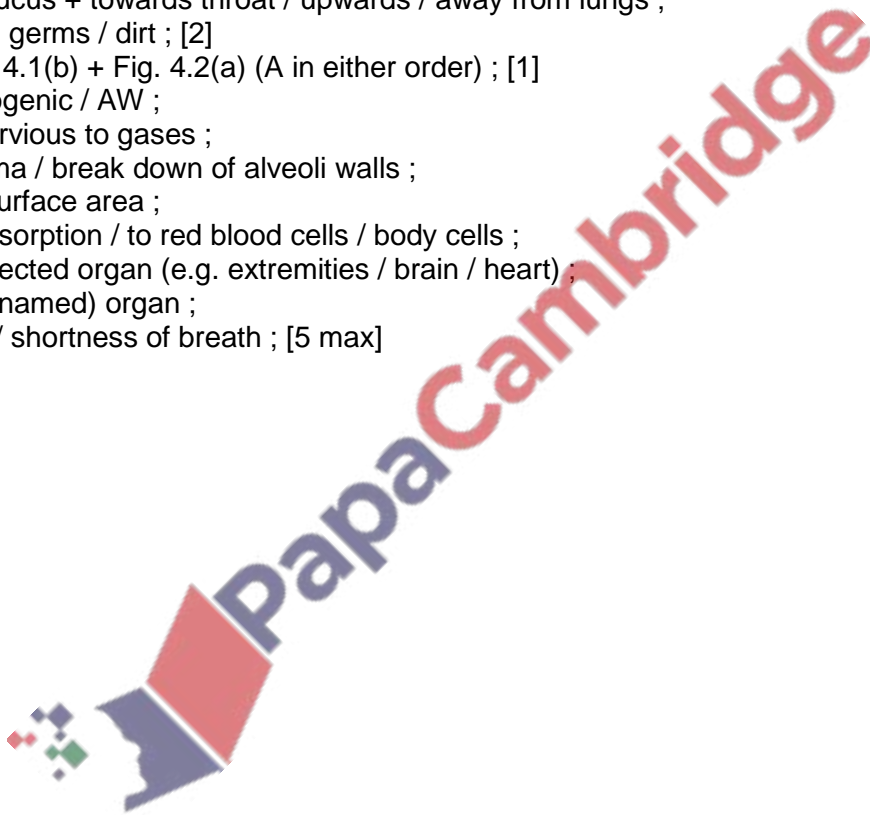 ucus + towards throat / upwards / away from lungs ;
germs / dirt ; [2]
4.1(b) + Fig. 4.2(a) (A in either order) ; [1]
ogenic / AW ;
rvious to gases ;
na / break down of alveoli walls ;
urface area ;
sorption / to red blood cells / body cells ;
ected organ (e.g. extremities / brain / heart) ;
named) organ ;
/ shortness of breath ; [5 max]
PapaCambridge